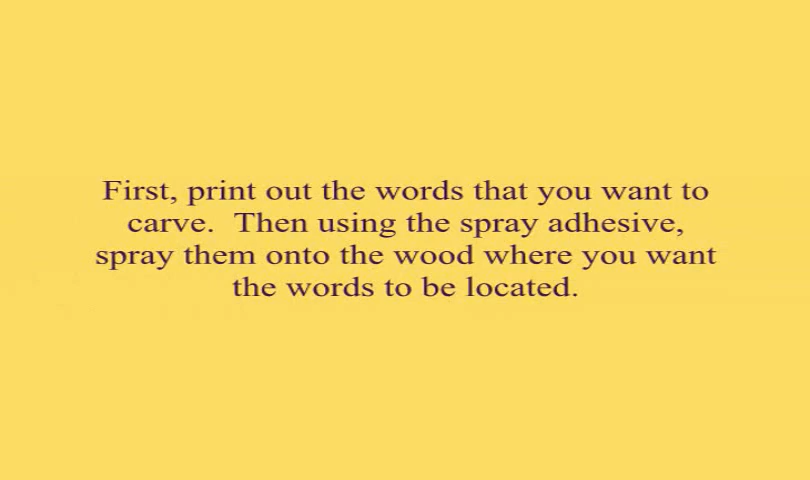 First, print out the words that you want to
carve.  Then using the spray adhesive,
spray them onto the wood where you want
the words to be located.